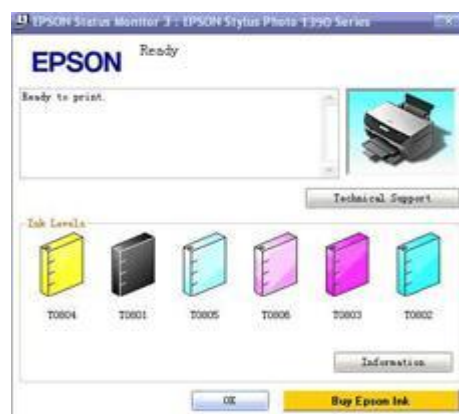 EPSON Status Monitor 3 : EPSON Stylus Photo 1390 Series
EPSON
Ready
Ready to print.
Technical Support
Ink Levels
T0804 T0801 T0805 T0806 T0803 T0802
Information
OK
Buy Epson Ink